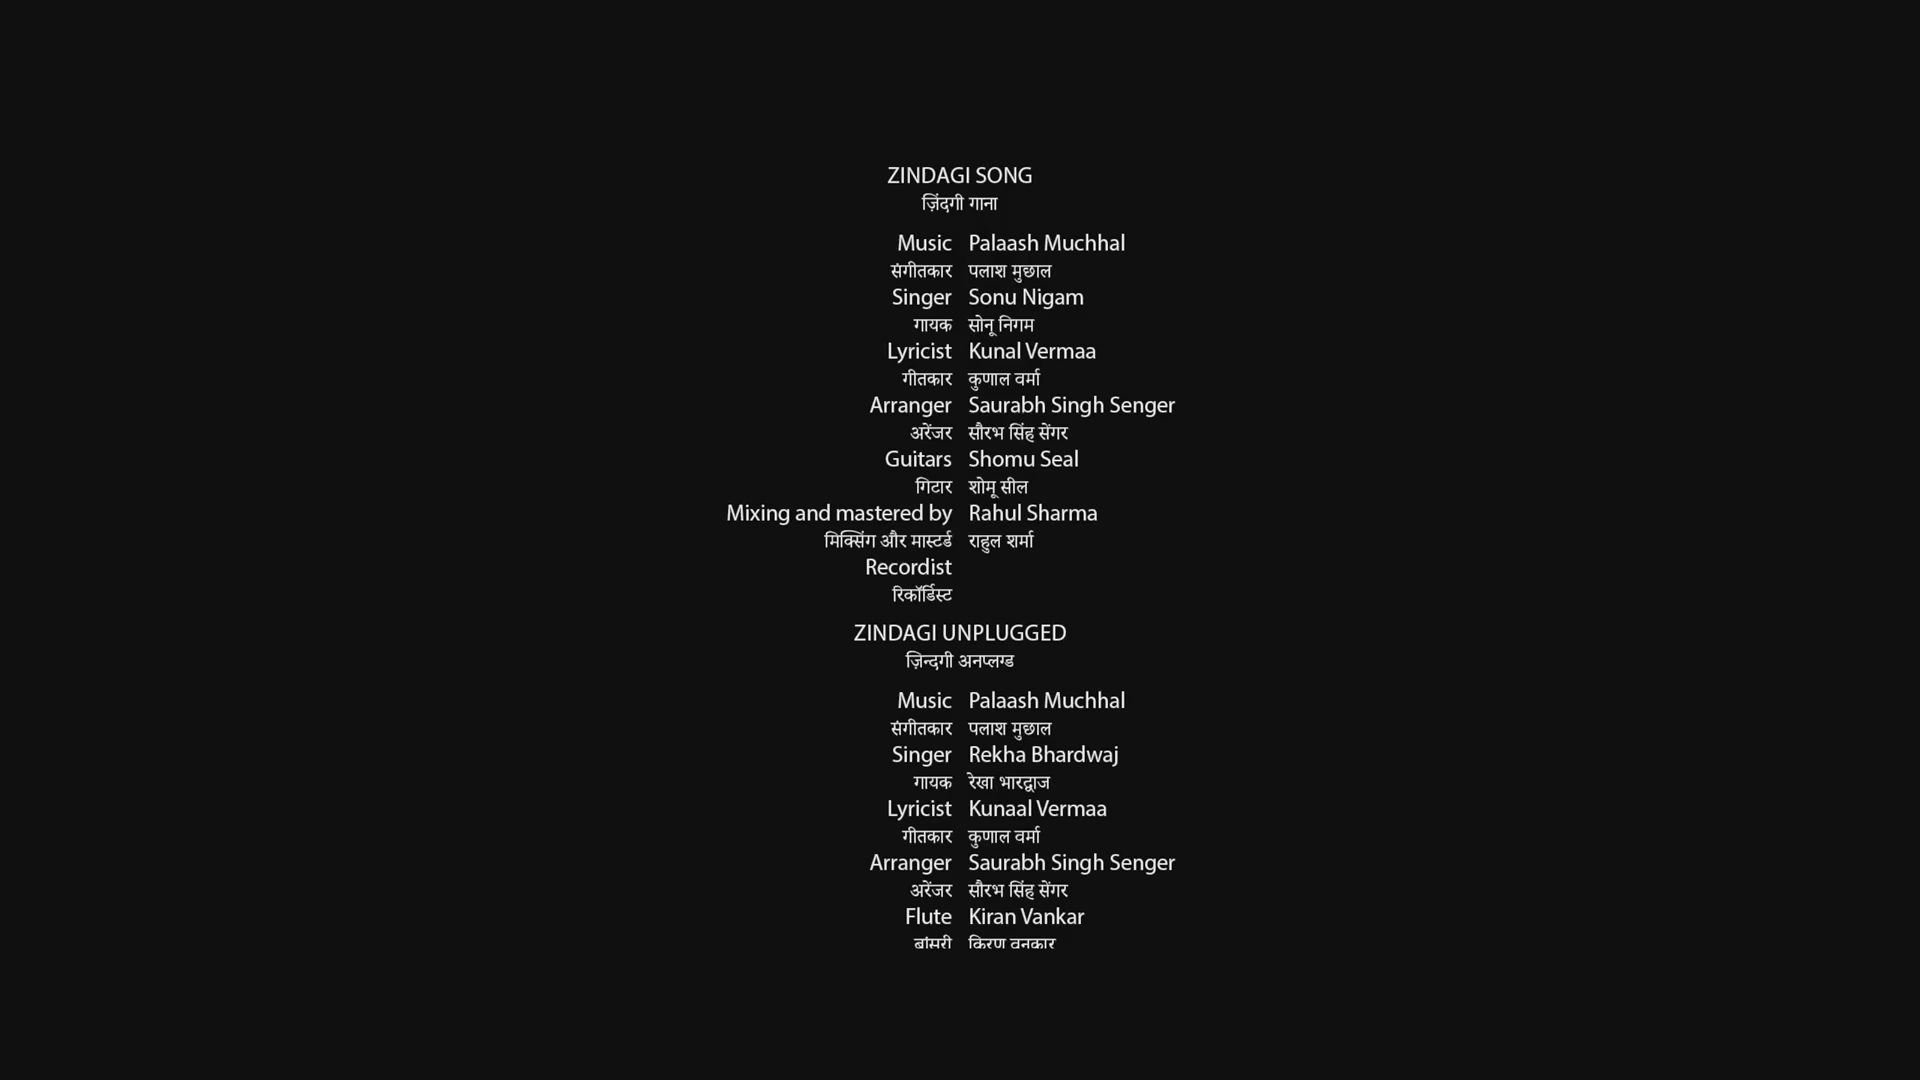 ZINDAGI SONG
ज़िंदगी गाना
Music Palaash Muchhal
संगीतकार पलाश मुछाल
Singer Sonu Nigam
गायक सोनू निगम
Lyricist Kunal Vermaa
गीतकार कुणाल वर्मा
Arranger Saurabh Singh Senger
अरेंजर सौरभ सिंह सेंगर
Guitars Shomu Seal
गिटार शोमू सील
Mixing and mastered by Rahul Sharma
मिक्सिंग और मास्टर्ड राहुल शर्मा
Recordist
रिकॉर्डिस्ट
ZINDAGI UNPLUGGED
ज़िन्दगी अनप्लग्ड
Music Palaash Muchhal
संगीतकार पलाश मुछाल
Singer Rekha Bhardwaj
गायक रेखा भारद्वाज
Lyricist Kunaal Vermaa
गीतकार कुणाल वर्मा
Arranger Saurabh Singh Senger
अरेंजर सौरभ सिंह सेंगर
Flute Kiran Vankar
बांसुरी किरण वनकार